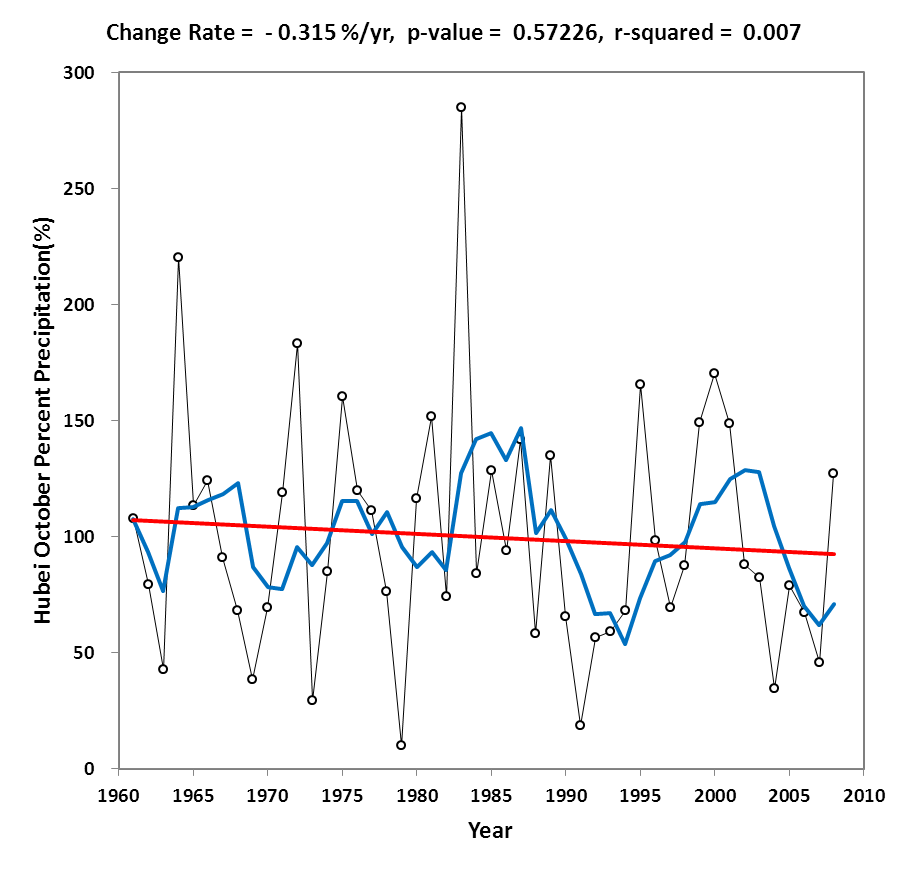 Change Rate = - 0.315 %/yr, p-value = 0.57226, r-squared = 0.007
Hubei October Percent Precipitation(%)
300
250
200
150
100
50
0
1960 1965 1970 1975 1980 1985 1990 1995 2000 2005 2010
Year